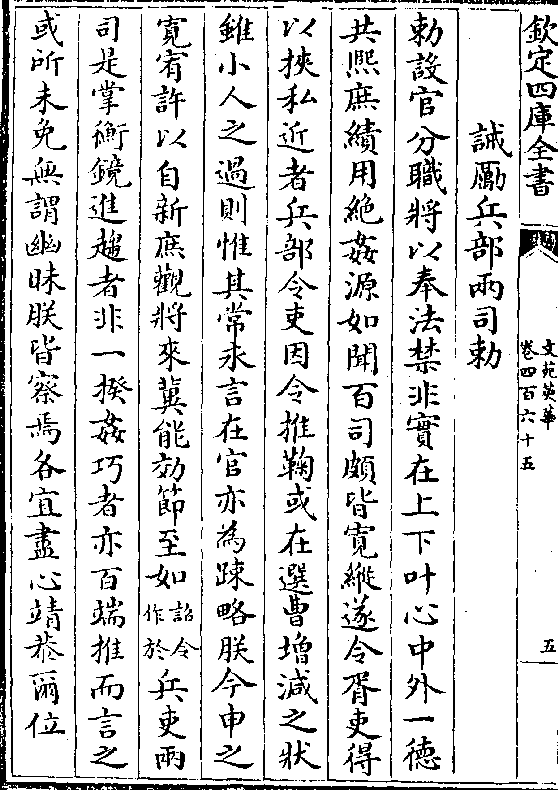 欽定四庫全書
文苑英華
卷四百六十五
五
誡勵兵部兩司勅
勅設官分職將以奉法禁非實在上下叶心中外一德
共熙庶績用絶姦源如聞百司頗皆寛縱遂令胥吏得
以挾私近者兵部令吏因令推鞠或在選曹増減之狀
雖小人之過則惟其常永言在官亦為踈略朕今申之
寛宥許以自新庶觀將來冀能効節至如詔令作於兵吏兩
司是掌衡鏡進趨者非一撥姦巧者亦百端推而言之
或所未免無謂幽昧朕皆察焉各宜盡心靖恭爾位